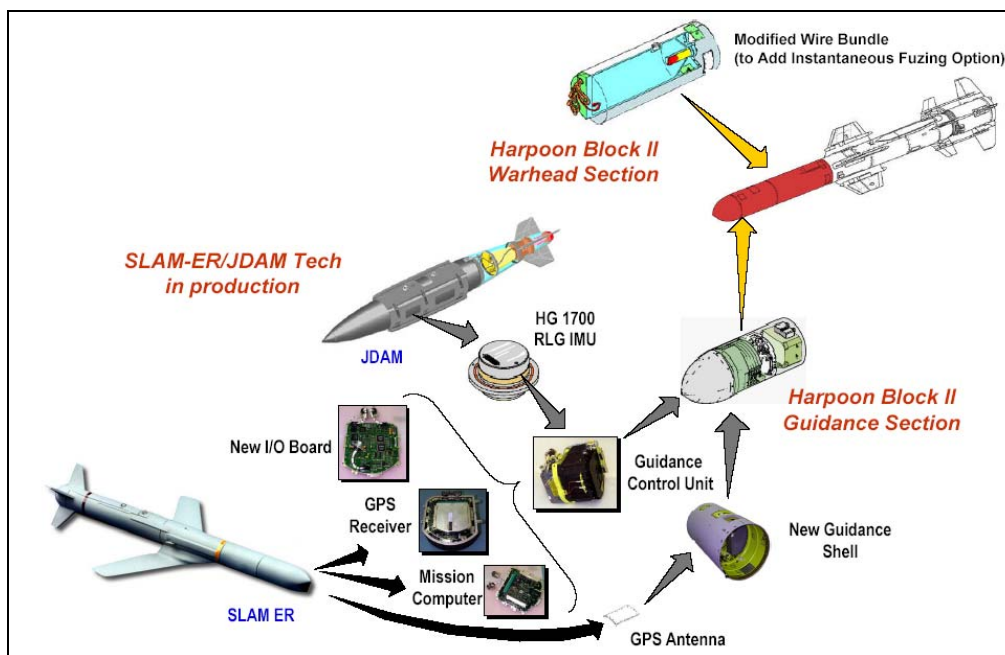 Modified Wire Bundle
(to Add Instantaneous Fuzing Option)
Harpoon Block II
Warhead Section
SLAM-ER/JDAM Tech
in production
HG 1700
RLG IMU
JDAM
Harpoon Block II
Guidance Section
New I/O Board
Guidance
Control Unit
GPS
Receiver
New Guidance
Shell
Mission
Computer
SLAM ER
GPS Antenna